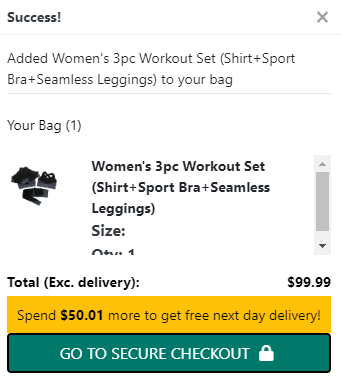 Success!
Added Women's 3pc Workout Set (Shirt+Sport
Bra+Seamless Leggings) to your bag
Your Bag (1)
Women's 3pc Workout Set
(Shirt+Sport Bra+Seamless
Leggings)
Size:
Qty: 1
Total (Exc. delivery): $99.99
Spend $50.01 more to get free next day delivery!
GO TO SECURE CHECKOUT